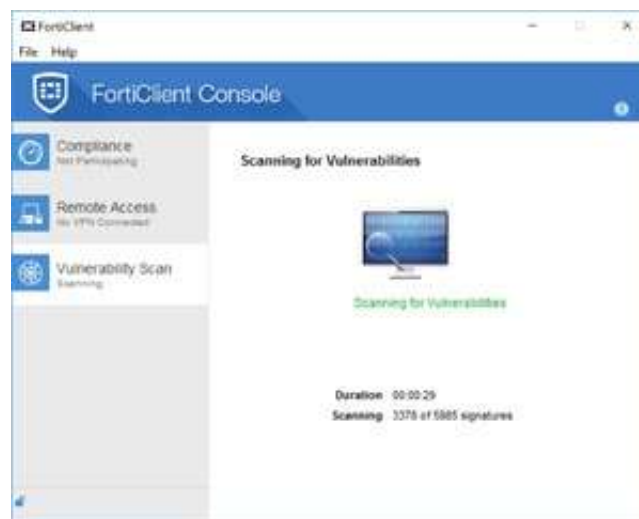 FortiClient
File Help
FortiClient Console
Compliance
Not Participating
Remote Access
No VPN Connected
Vulnerability Scan
Scanning
Scanning for Vulnerabilities
Scanning for Vulnerabilities
Duration 00:00:29
Scanning 3378 of 5985 signatures